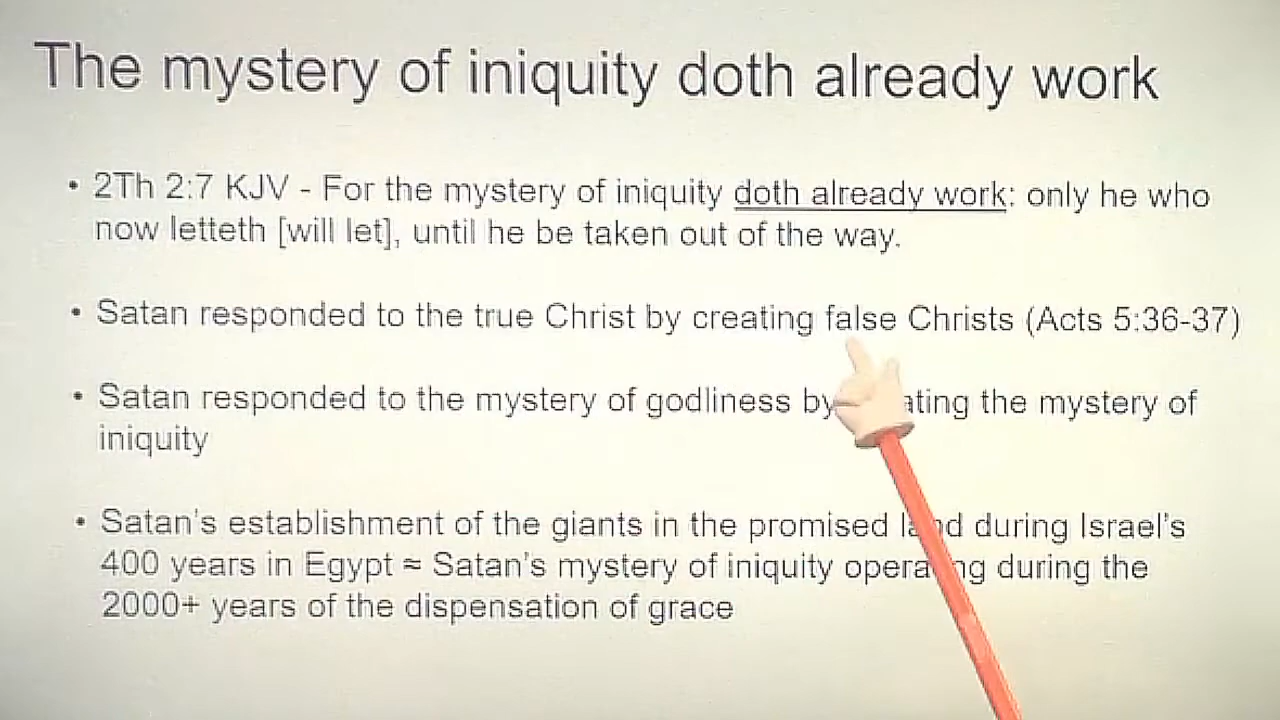 The mystery of iniquity doth already work
• 2Th 2:7 KJV - For the mystery of iniquity doth already work: only he who
now letteth [will let], until he be taken out of the way.
• Satan responded to the true Christ by creating false Christs (Acts 5:36-37)
• Satan responded to the mystery of godliness by ating the mystery of
iniquity
• Satan's establishment of the giants in the promised land during Israel's
400 years in Egypt ≈ Satan's mystery of iniquity operating during the
2000+ years of the dispensation of grace